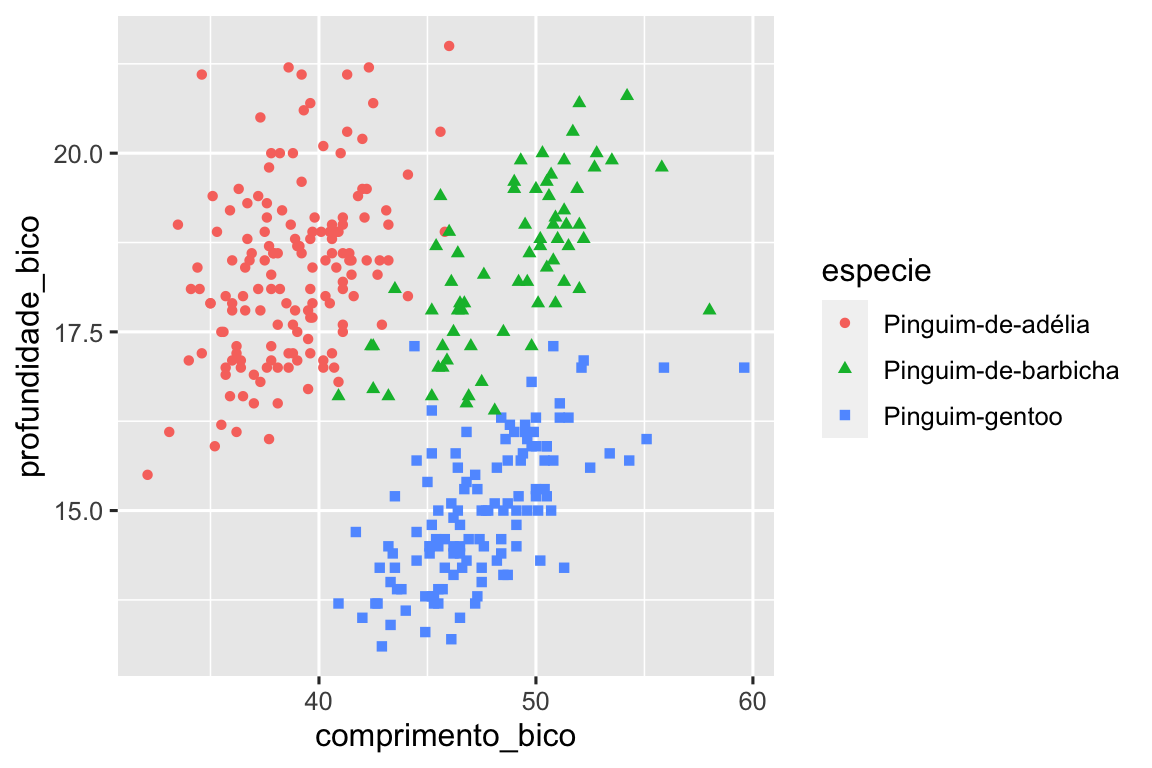 20.0
17.5
15.0
profundidade_bico
40
50
60
comprimento_bico
especie
Pinguim-de-adélia
Pinguim-de-barbicha
Pinguim-gentoo